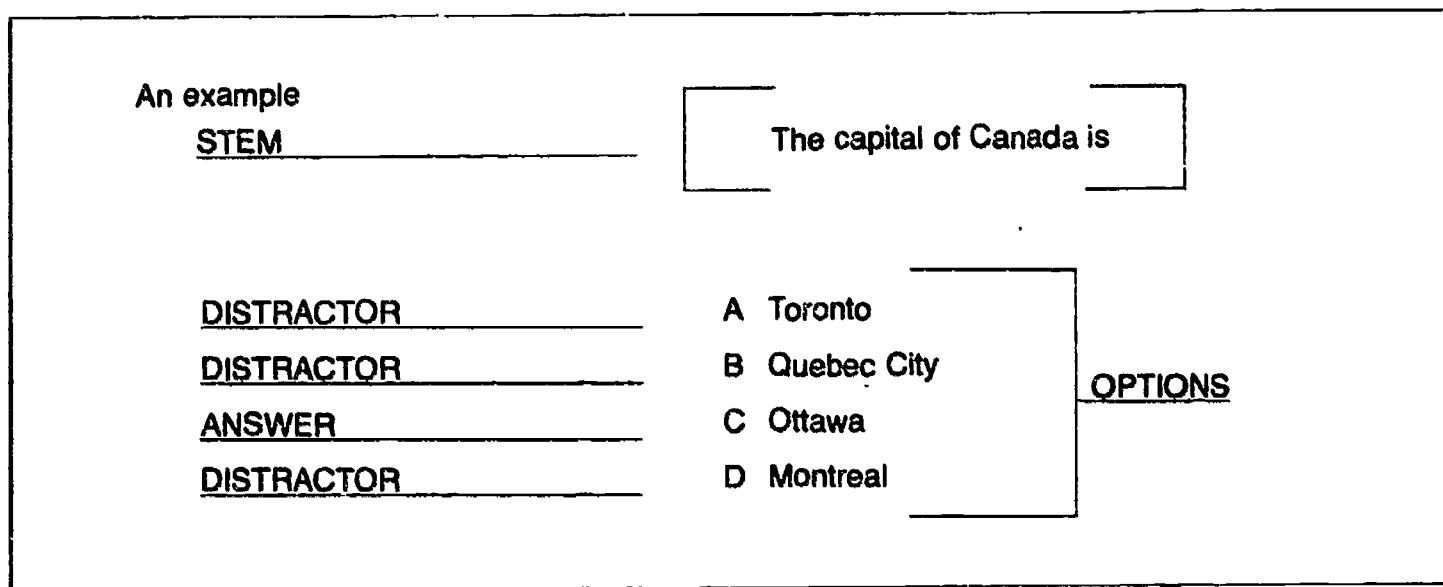 An example
STEM The capital of Canada is
DISTRACTOR A Toronto
DISTRACTOR B Quebec City
OPTIONS
ANSWER C Ottawa
DISTRACTOR D Montreal